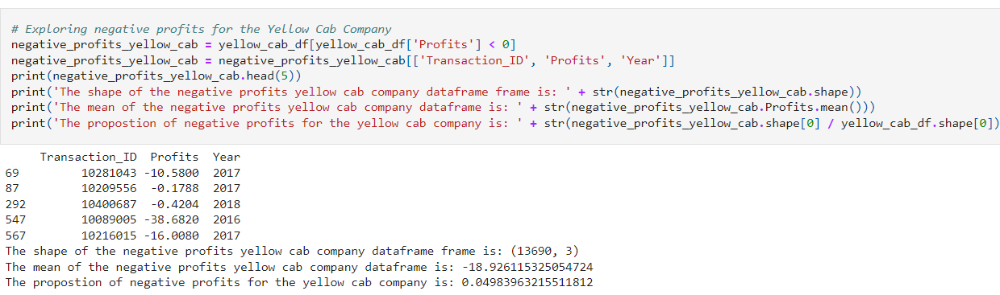 # Exploring negative profits for the Yellow Cab Company
negative_profits_yellow_cab = yellow_cab_df[yellow_cab_df['Profits'] < 0]
negative_profits_yellow_cab = negative_profits_yellow_cab[['Transaction_ID', 'Profits', 'Year']]
print(negative_profits_yellow_cab.head(5))
print('The shape of the negative profits yellow cab company dataframe frame is: ' + str(negative_profits_yellow_cab.shape))
print('The mean of the negative profits yellow cab company dataframe is: ' + str(negative_profits_yellow_cab.Profits.mean()))
print('The propostion of negative profits for the yellow cab company is: ' + str(negative_profits_yellow_cab.shape[0] / yellow_cab_df.shape[0])
Transaction_ID Profits Year
69 10281043 -10.5800 2017
87 10209556 -0.1788 2017
292 10400687 -0.4204 2018
547 10089005 -38.6820 2016
567 10216015 -16.0080 2017
The shape of the negative profits yellow cab company dataframe frame is: (13690, 3)
The mean of the negative profits yellow cab company dataframe is: -18.926115325054724
The propostion of negative profits for the yellow cab company is: 0.04983963215511812